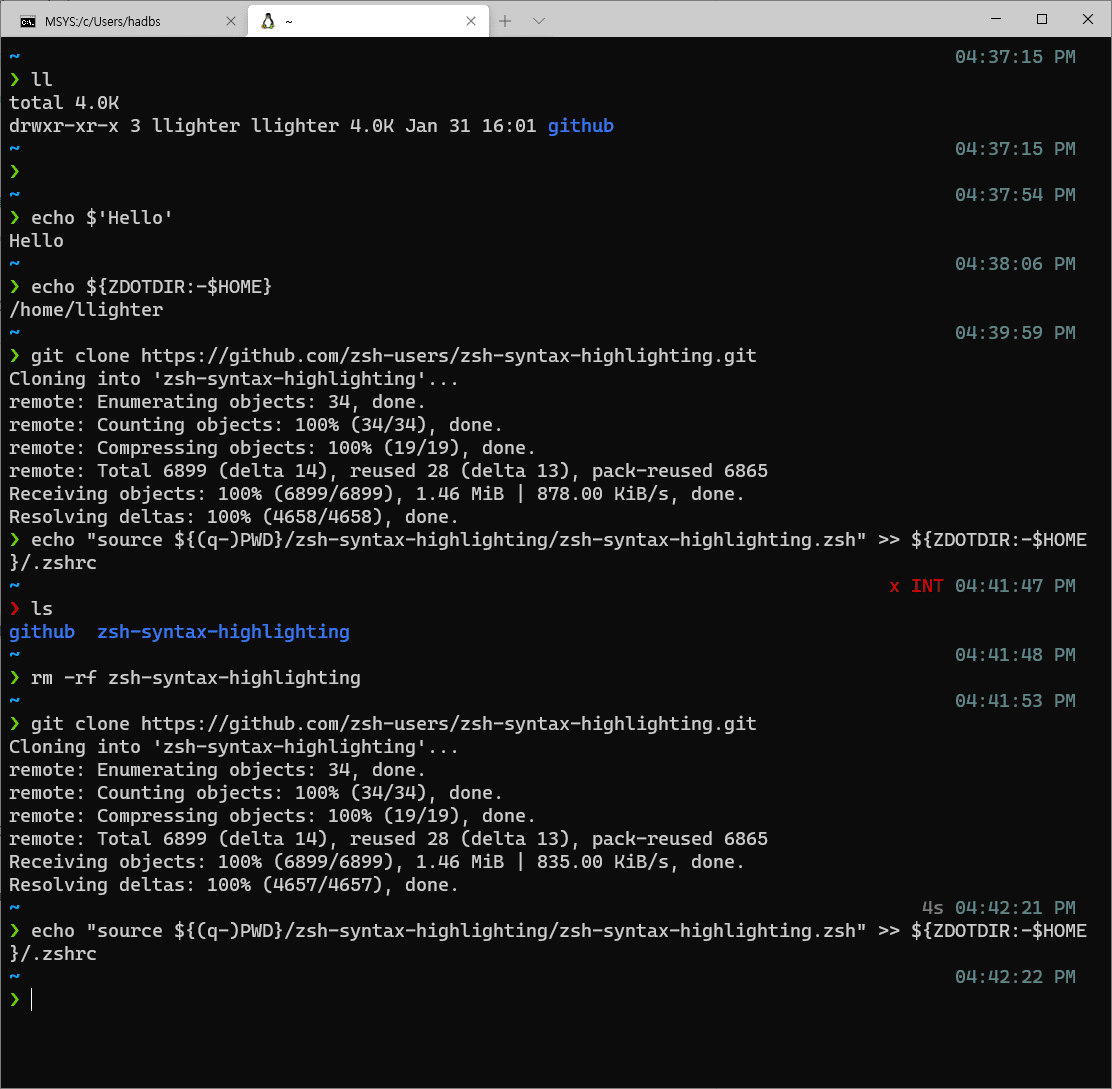 MSYS:/c/Users/hadbs
~
~ 04:37:15 PM
❯ ll
total 4.0K
drwxr-xr-x 3 llighter llighter 4.0K Jan 31 16:01 github
~ 04:37:15 PM
❯
~ 04:37:54 PM
❯ echo $'Hello'
Hello
~ 04:38:06 PM
❯ echo ${ZDOTDIR:-$HOME}
/home/llighter
~ 04:39:59 PM
❯ git clone https://github.com/zsh-users/zsh-syntax-highlighting.git
Cloning into 'zsh-syntax-highlighting'...
remote: Enumerating objects: 34, done.
remote: Counting objects: 100% (34/34), done.
remote: Compressing objects: 100% (19/19), done.
remote: Total 6899 (delta 14), reused 28 (delta 13), pack-reused 6865
Receiving objects: 100% (6899/6899), 1.46 MiB | 878.00 KiB/s, done.
Resolving deltas: 100% (4658/4658), done.
❯ echo "source ${(q-)PWD}/zsh-syntax-highlighting/zsh-syntax-highlighting.zsh" >> ${ZDOTDIR:-$HOME
}/.zshrc
~ x INT 04:41:47 PM
❯ ls
github  zsh-syntax-highlighting
~ 04:41:48 PM
❯ rm -rf zsh-syntax-highlighting
~ 04:41:53 PM
❯ git clone https://github.com/zsh-users/zsh-syntax-highlighting.git
Cloning into 'zsh-syntax-highlighting'...
remote: Enumerating objects: 34, done.
remote: Counting objects: 100% (34/34), done.
remote: Compressing objects: 100% (19/19), done.
remote: Total 6899 (delta 14), reused 28 (delta 13), pack-reused 6865
Receiving objects: 100% (6899/6899), 1.46 MiB | 835.00 KiB/s, done.
Resolving deltas: 100% (4657/4657), done.
~ 4s 04:42:21 PM
❯ echo "source ${(q-)PWD}/zsh-syntax-highlighting/zsh-syntax-highlighting.zsh" >> ${ZDOTDIR:-$HOME
}/.zshrc
~ 04:42:22 PM
❯